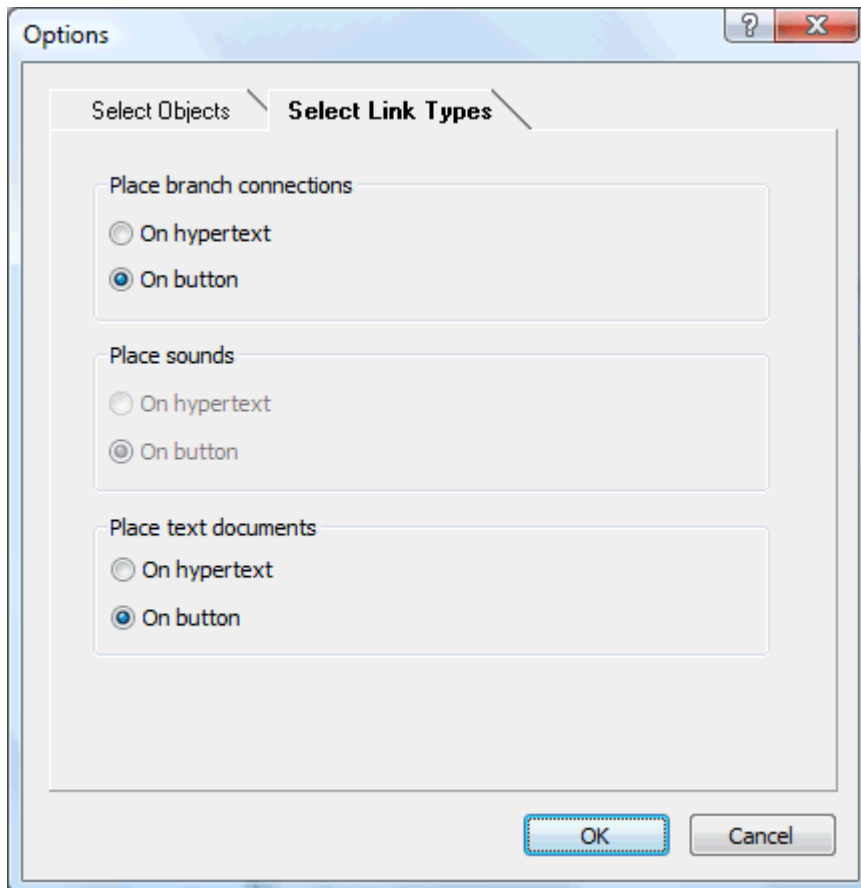 Options
?
Select Objects Select Link Types
Place branch connections
On hypertext
On button
Place sounds
On hypertext
On button
Place text documents
On hypertext
On button
OK Cancel